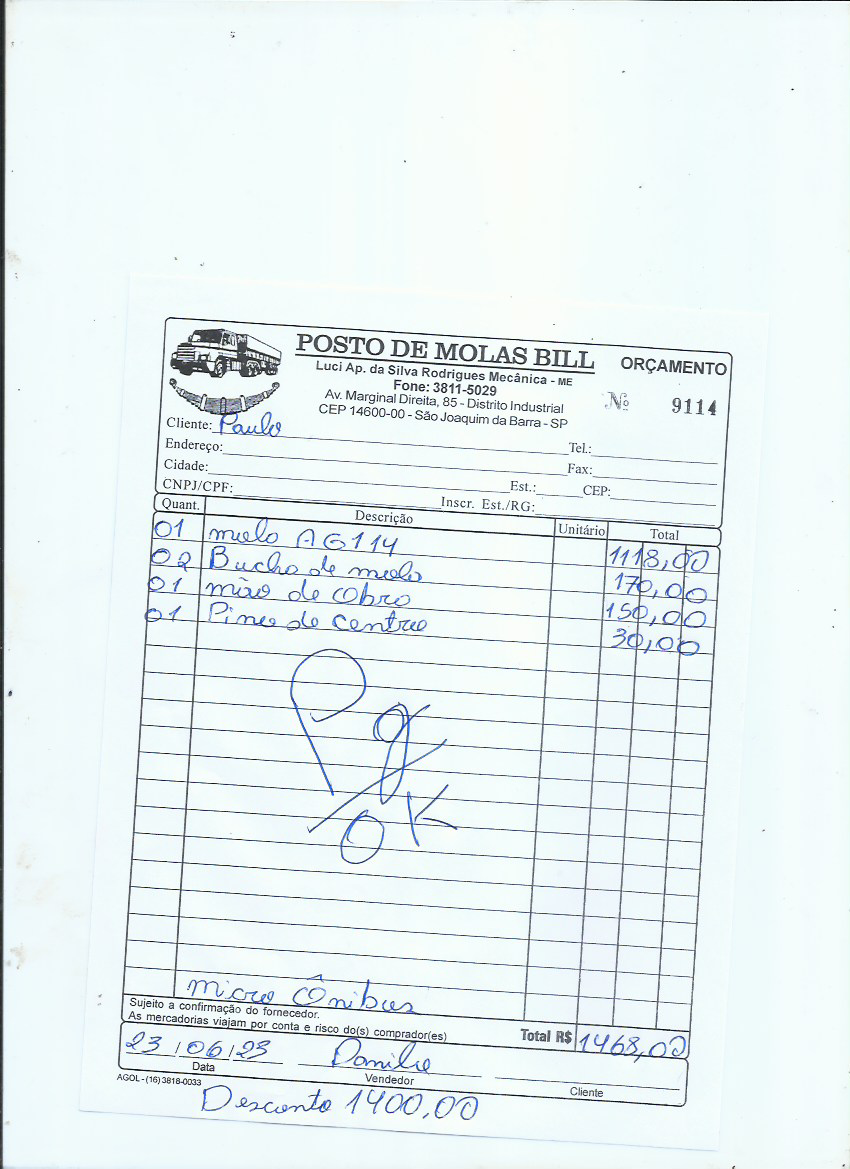 POSTO DE MOLAS BILL
ORÇAMENTO
Luci Ap. da Silva Rodrigues Mecânica - ME
Fone: 3811-5029
Av. Marginal Direita, 85 - Distrito Industrial
CEP 14600-00 - São Joaquim da Barra - SP
Nº 9114
Cliente: Paulo
Tel.:
Endereço:
Fax:
Cidade:
Est.: CEP:
CNPJ/CPF:
Inscr. Est./RG:
Quant. Descrição Unitário Total
01 mola AG114 1118,00
02 Bucha de mola 170,00
01 mão de obra 150,00
01 Pino de centro 30,00
Pg
OK
micro Ônibus
Sujeito a confirmação do fornecedor.
As mercadorias viajam por conta e risco do(s) comprador(es)
Total R$ 1468,00
23 / 06 / 23 Danilo
Data Vendedor Cliente
AGOL - (16) 3818-0033
Desconto 1400,00